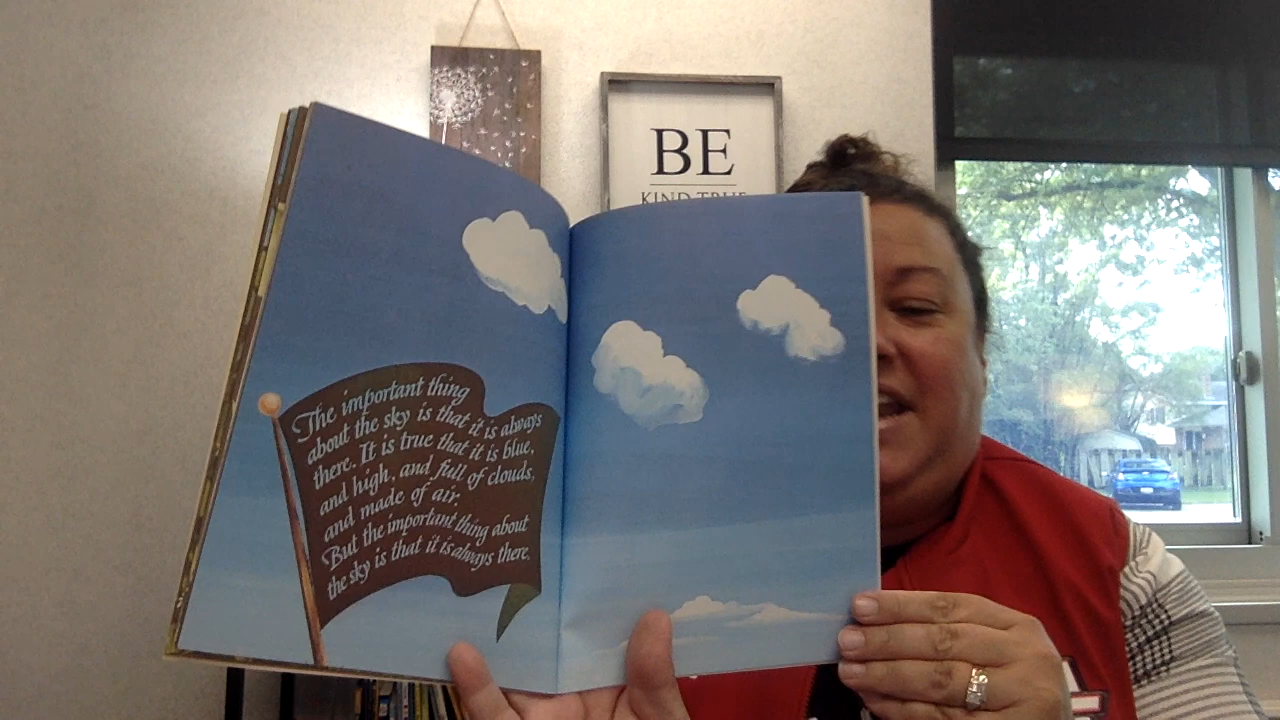 BE
KIND TRUE
The important thing
about the sky is that it is always
there. It is true that it is blue,
and high, and full of clouds,
and made of air.
But the important thing about
the sky is that it is always there.